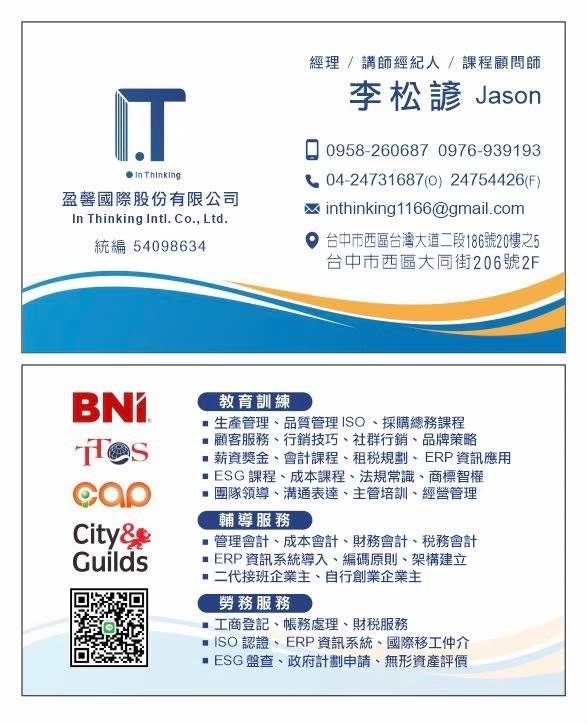 經理 / 講師經紀人 / 課程顧問師
李松諺 Jason
I.T
In Thinking
盈馨國際股份有限公司
In Thinking Intl. Co., Ltd.
統編 54098634
0958-260687 0976-939193
04-24731687(O) 24754426(F)
inthinking1166@gmail.com
台中市西區台灣大道二段186號20樓之5
台中市西區大同街206號2F
BNI
TTQS
cap
City&
Guilds
教育訓練
生產管理、品質管理 ISO 、採購總務課程
顧客服務、行銷技巧、社群行銷、品牌策略
薪資獎金、會計課程、租稅規劃、 ERP 資訊應用
ESG 課程、成本課程、法規常識、商標智權
團隊領導、溝通表達、主管培訓、經營管理
輔導服務
管理會計、成本會計、財務會計、稅務會計
ERP 資訊系統導入、編碼原則、架構建立
二代接班企業主、自行創業企業主
勞務服務
工商登記、帳務處理、財稅服務
ISO 認證、 ERP 資訊系統、國際移工仲介
ESG 盤查、政府計劃申請、無形資產評價